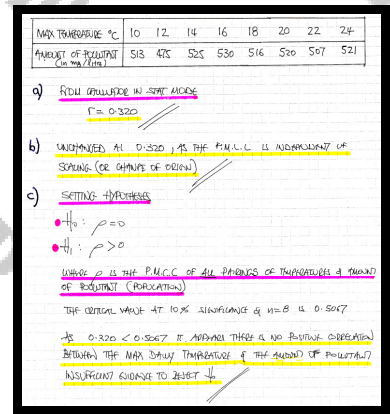 MAX TEMPERATURE °C 10 12 14 16 18 20 22 24
AMOUNT OF POLLUTANT (in mg/litre) 513 475 525 530 516 520 507 521
a) FROM CALCULATOR IN STAT MODE
r = 0.320
b) UNCHANGED AT 0.320, AS THE P.M.C.C IS INDEPENDENT OF
SCALING (OR CHANGE OF ORIGIN)
c) SETTING HYPOTHESES
• H₀: ρ=0
• H₁: ρ>0
WHERE ρ IS THE P.M.C.C OF ALL PAIRINGS OF TEMPERATURES & AMOUNT
OF POLLUTANT (POPULATION)
THE CRITICAL VALUE AT 10% SIGNIFICANCE & n=8 IS 0.5067
AS 0.320 < 0.5067 IT APPEARS THERE IS NO POSITIVE CORRELATION
BETWEEN THE MAX DAILY TEMPERATURE & THE AMOUNT OF POLLUTANT
INSUFFICIENT EVIDENCE TO REJECT H₀